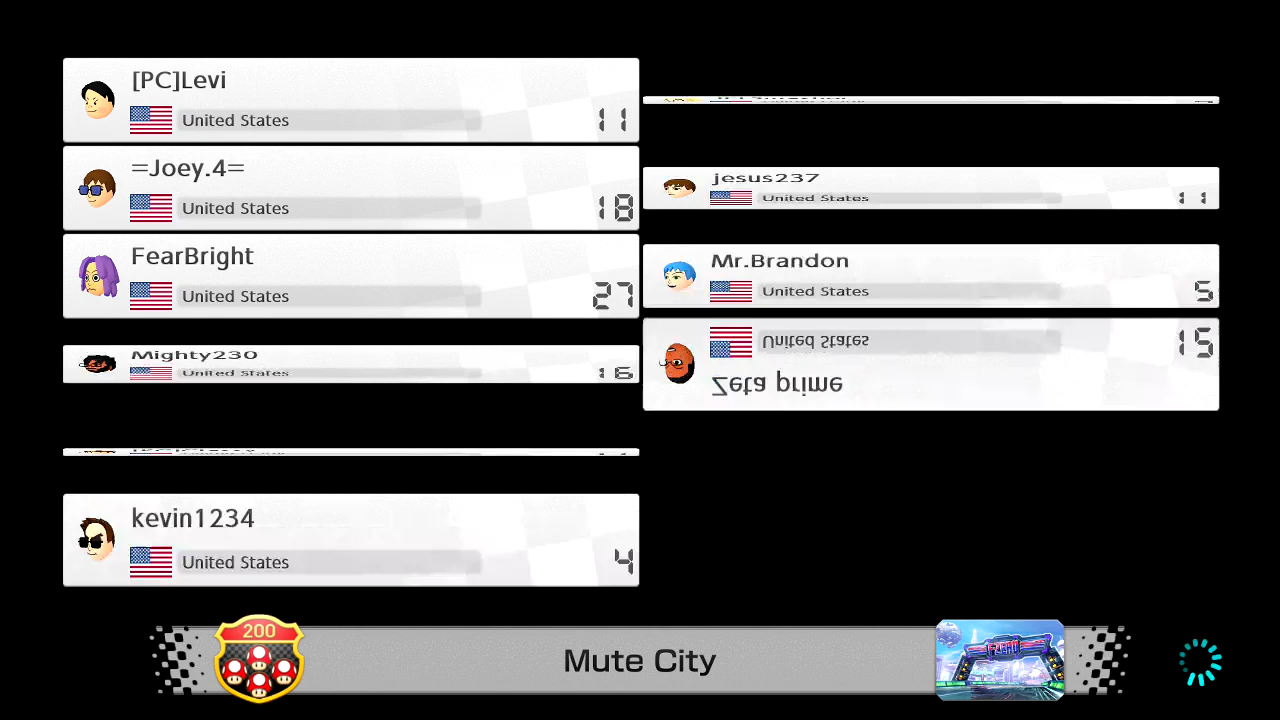 [PC]Levi
United States
11
=Joey.4=
United States
18
FearBright
United States
27
Mighty230
United States
16
kevin1234
United States
4
jesus237
United States
11
Mr.Brandon
United States
5
United States
15
Zeta prime
200
Mute City